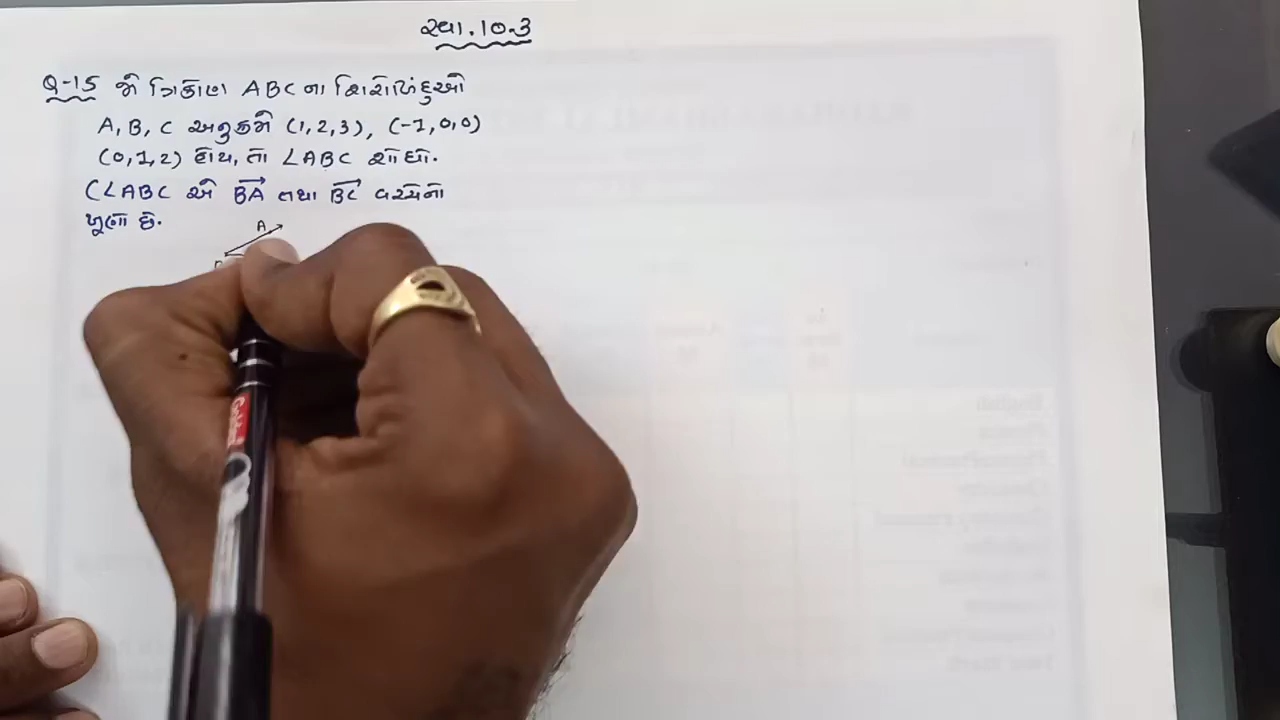 સ્વા.10.3
Q-15 જો ત્રિકોણ ABC ના શિરોબિંદુઓ
A, B, C અનુક્રમે (1,2,3), (-1,0,0)
(0,1,2) હોય, તો ∠ABC શોધો.
(∠ABC એ BA તથા BC વચ્ચેનો
ખૂણો છે.
A